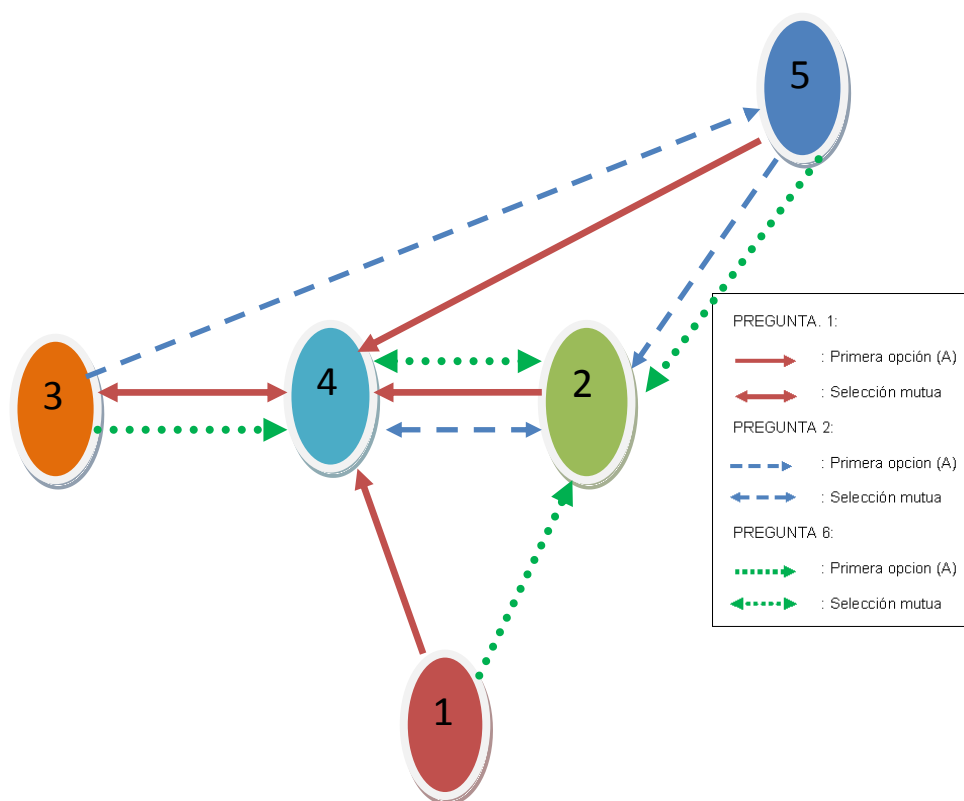 5
3
4
2
1
PREGUNTA. 1:
: Primera opción (A)
: Selección mutua
PREGUNTA 2:
: Primera opcion (A)
: Selección mutua
PREGUNTA 6:
: Primera opcion (A)
: Selección mutua